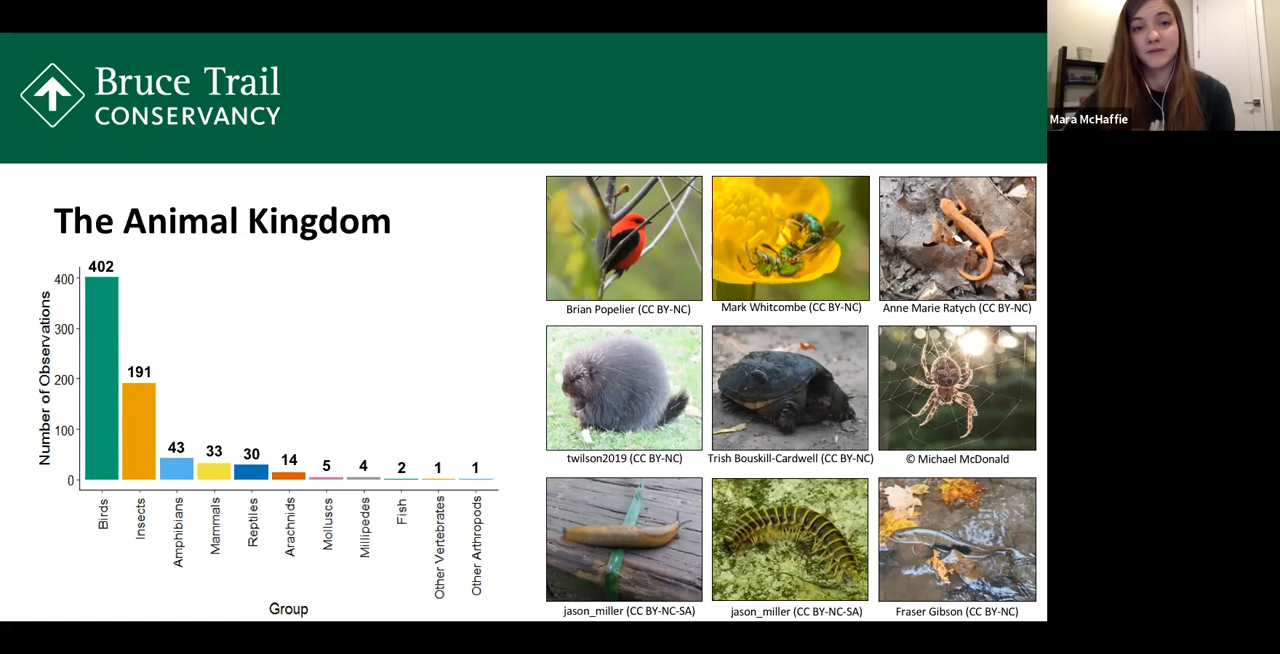 Bruce Trail
CONSERVANCY
Mara McHaffie
The Animal Kingdom
Number of Observations
400
300
200
100
0
402
191
43
33
30
14
5
4
2
1
1
Birds
Insects
Amphibians
Mammals
Reptiles
Arachnids
Molluscs
Millipedes
Fish
Other Vertebrates
Other Arthropods
Group
Brian Popelier (CC BY-NC)
Mark Whitcombe (CC BY-NC)
Anne Marie Ratych (CC BY-NC)
twilson2019 (CC BY-NC)
Trish Bouskill-Cardwell (CC BY-NC)
© Michael McDonald
jason_miller (CC BY-NC-SA)
jason_miller (CC BY-NC-SA)
Fraser Gibson (CC BY-NC)